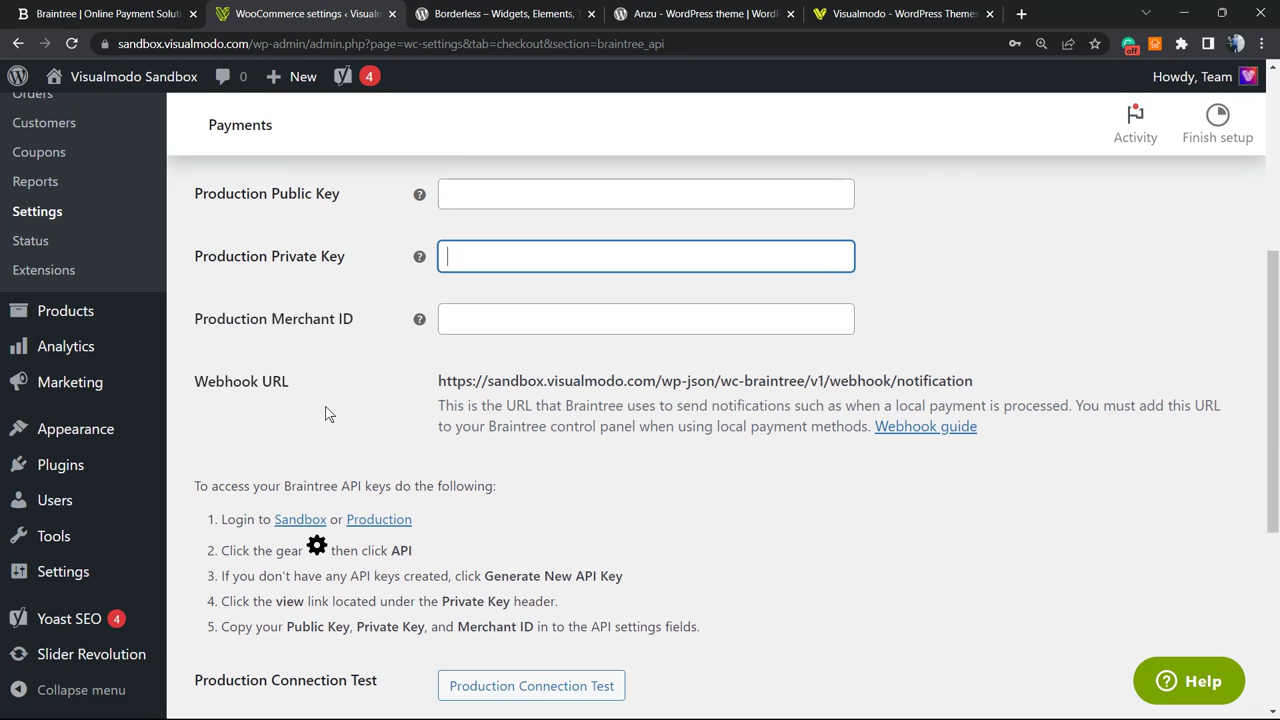 Braintree | Online Payment Solut
WooCommerce settings ‹ Visualm
Borderless – Widgets, Elements, T
Anzu - WordPress theme | WordP
Visualmodo - WordPress Themes
sandbox.visualmodo.com/wp-admin/admin.php?page=wc-settings&tab=checkout&section=braintree_api
off
Visualmodo Sandbox
0
New
4
Howdy, Team
Orders
Customers
Coupons
Reports
Settings
Status
Extensions
Products
Analytics
Marketing
Appearance
Plugins
Users
Tools
Settings
Yoast SEO 4
Slider Revolution
Collapse menu
Payments
Activity
Finish setup
Production Public Key
Production Private Key
Production Merchant ID
Webhook URL
https://sandbox.visualmodo.com/wp-json/wc-braintree/v1/webhook/notification
This is the URL that Braintree uses to send notifications such as when a local payment is processed. You must add this URL
to your Braintree control panel when using local payment methods. Webhook guide
To access your Braintree API keys do the following:
1. Login to Sandbox or Production
2. Click the gear then click API
3. If you don't have any API keys created, click Generate New API Key
4. Click the view link located under the Private Key header.
5. Copy your Public Key, Private Key, and Merchant ID in to the API settings fields.
Production Connection Test
Production Connection Test
Help